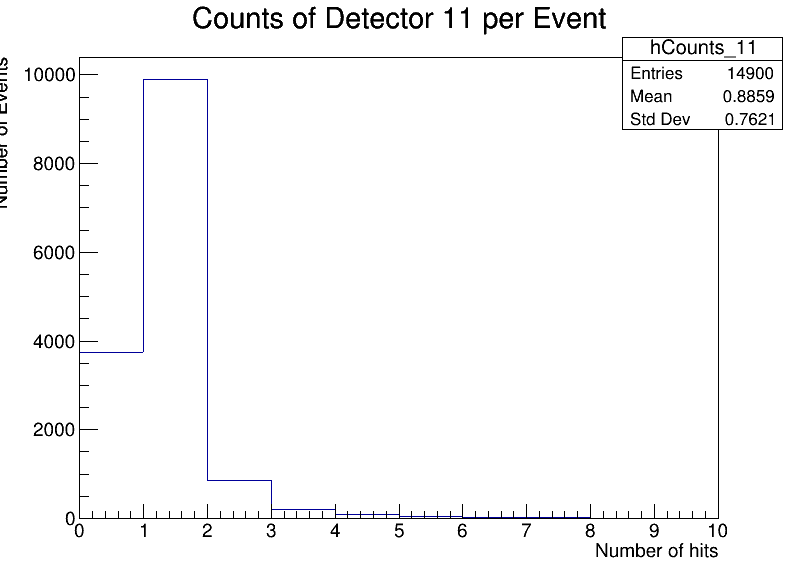 Counts of Detector 11 per Event
hCounts_11
Entries 14900
Mean 0.8859
Std Dev 0.7621
Number of Events
10000
8000
6000
4000
2000
0
0 1 2 3 4 5 6 7 8 9 10
Number of hits